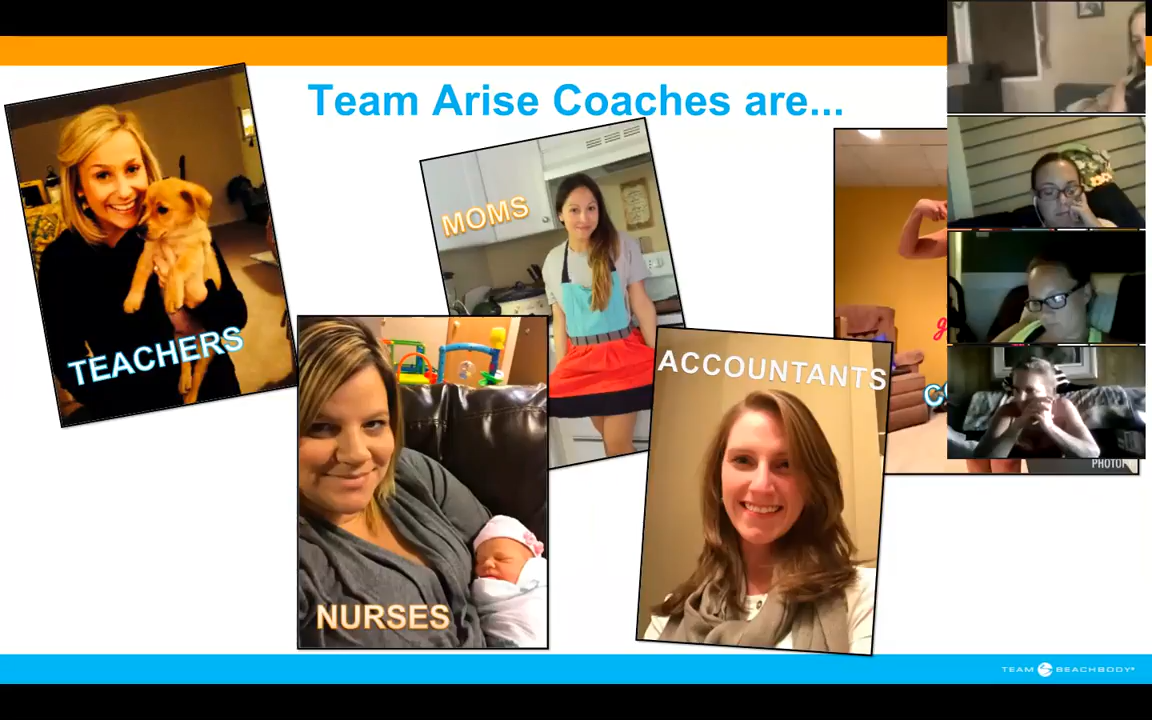 Team Arise Coaches are...
TEACHERS
MOMS
NURSES
ACCOUNTANTS
TEAM BEACHBODY